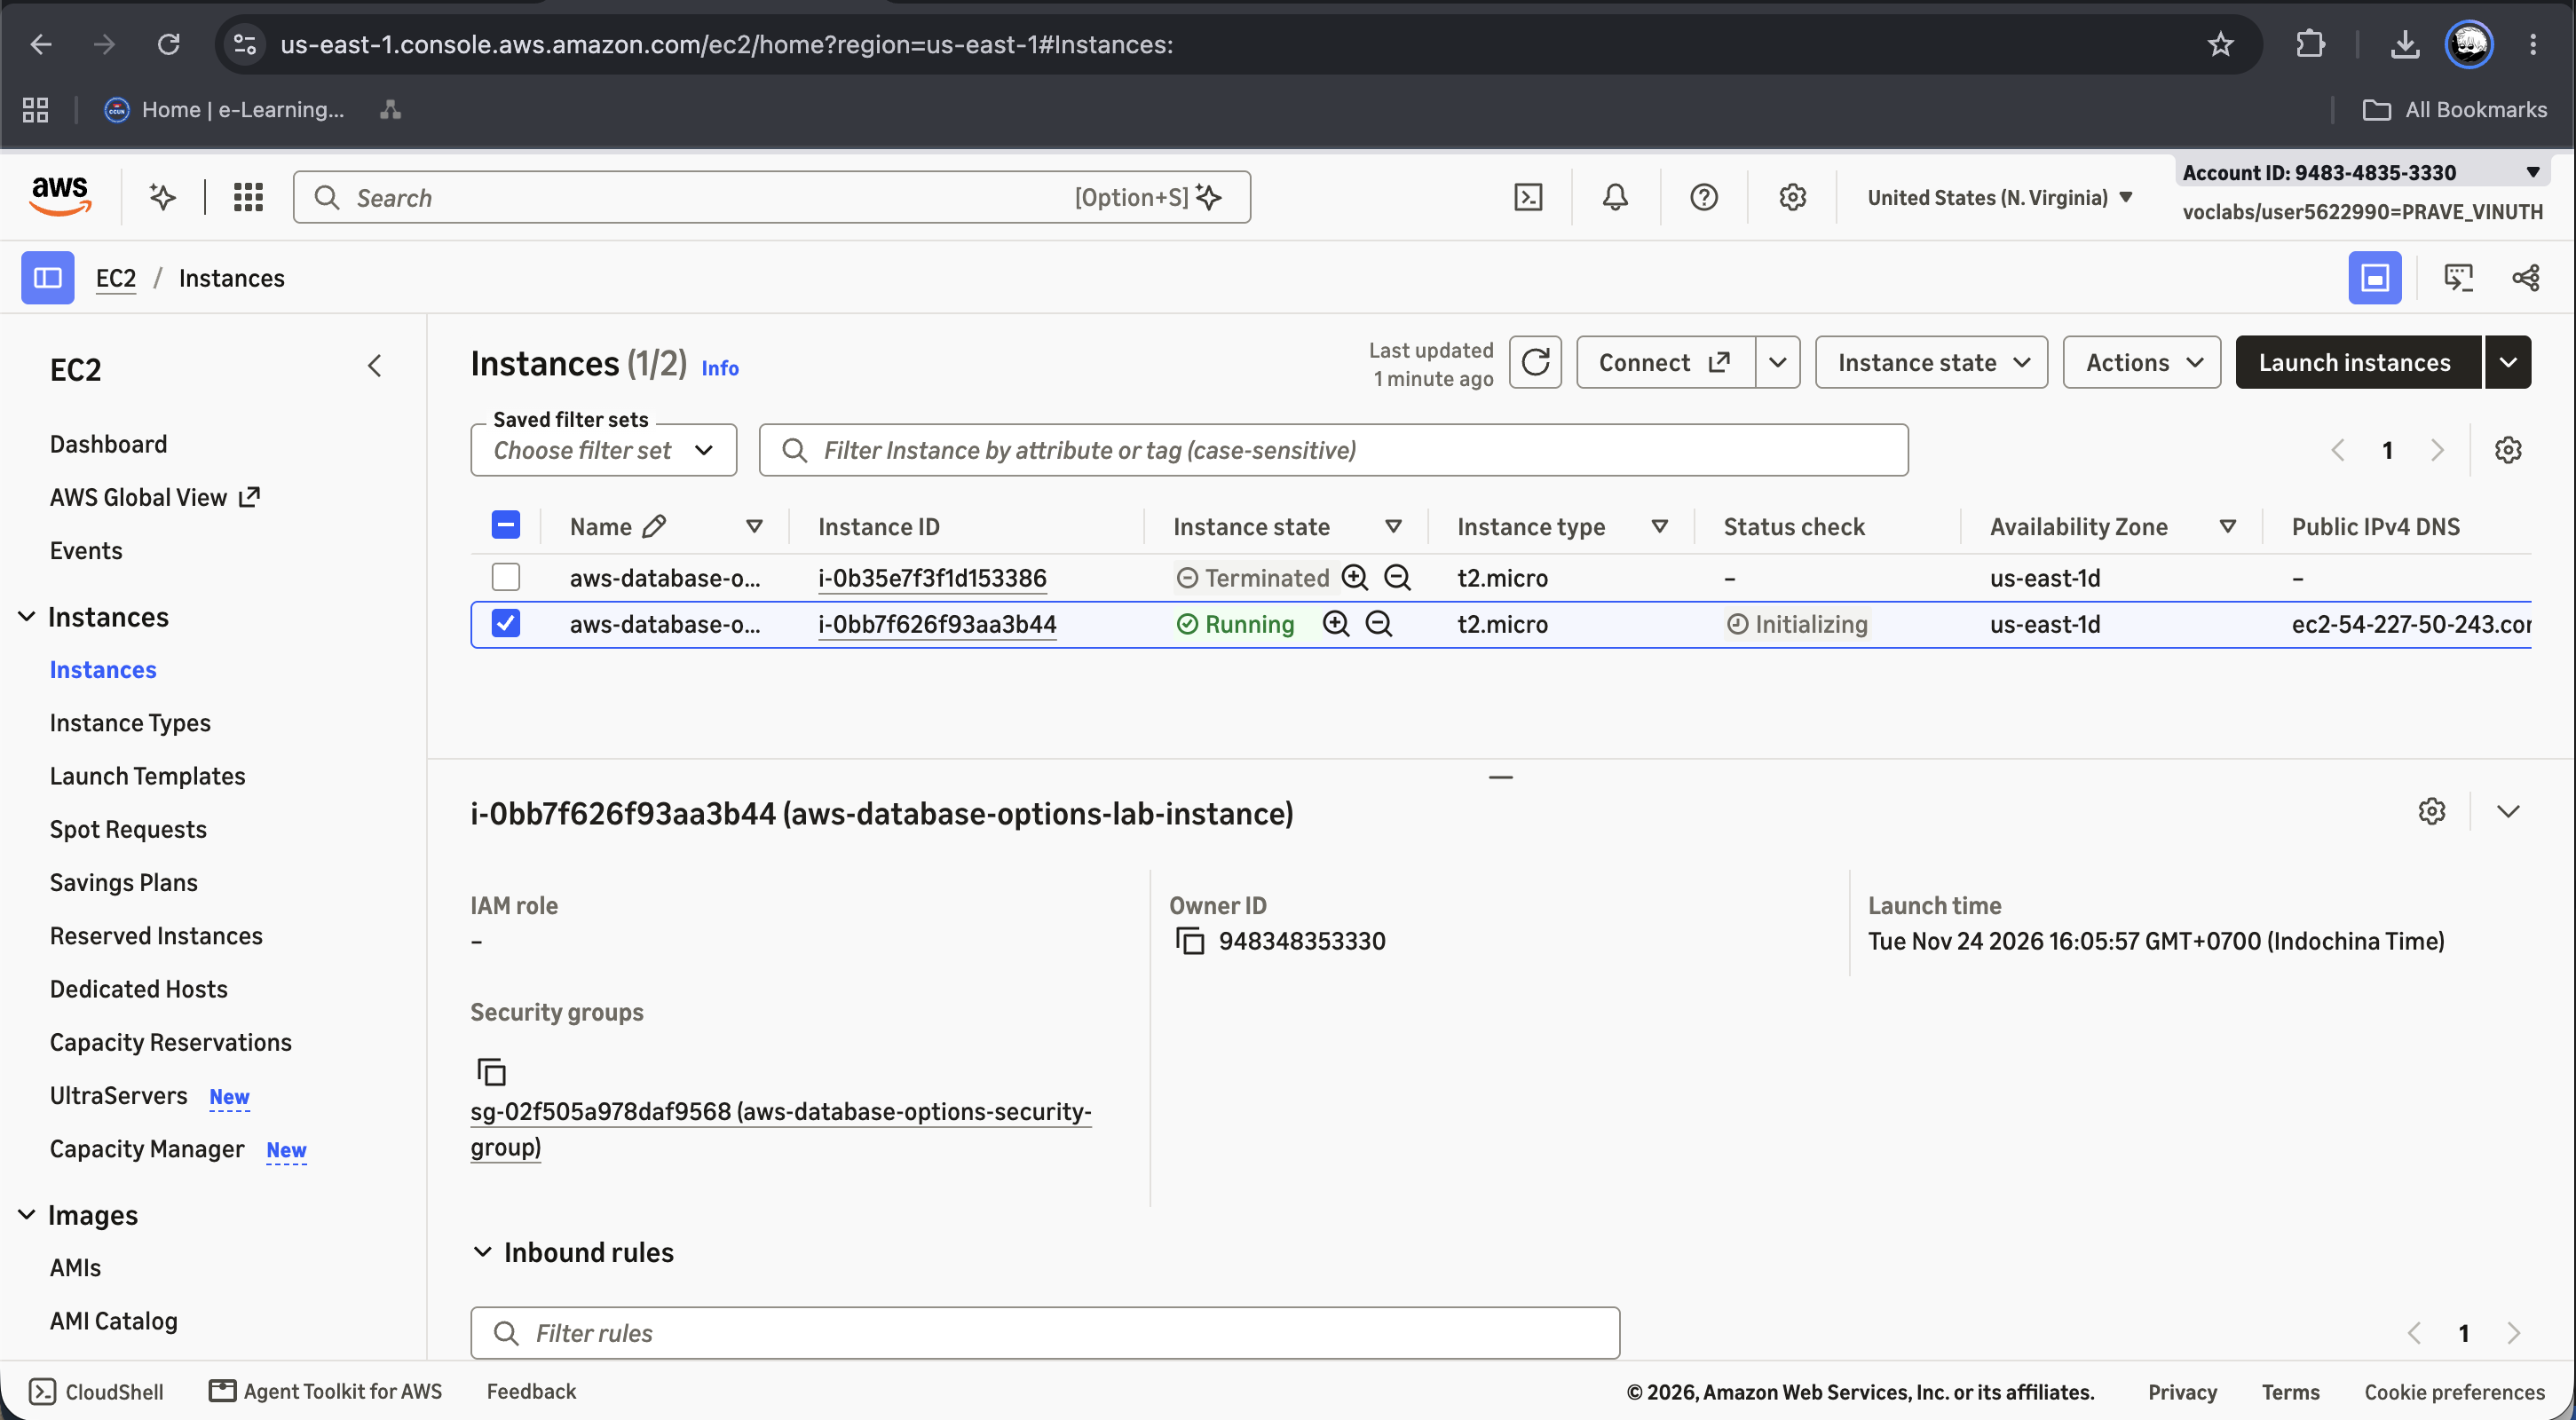 us-east-1.console.aws.amazon.com/ec2/home?region=us-east-1#Instances:
Home | e-Learning...
All Bookmarks
aws
Search
[Option+S]
United States (N. Virginia)
Account ID: 9483-4835-3330
voclabs/user5622990=PRAVE_VINUTH
EC2 / Instances
EC2
Dashboard
AWS Global View
Events
Instances
Instances
Instance Types
Launch Templates
Spot Requests
Savings Plans
Reserved Instances
Dedicated Hosts
Capacity Reservations
UltraServers New
Capacity Manager New
Images
AMIs
AMI Catalog
Instances (1/2) Info
Last updated
1 minute ago
Connect
Instance state
Actions
Launch instances
Saved filter sets
Choose filter set
Filter Instance by attribute or tag (case-sensitive)
1
Name Instance ID Instance state Instance type Status check Availability Zone Public IPv4 DNS
aws-database-o... i-0b35e7f3f1d153386 Terminated t2.micro – us-east-1d –
aws-database-o... i-0bb7f626f93aa3b44 Running t2.micro Initializing us-east-1d ec2-54-227-50-243.cor
i-0bb7f626f93aa3b44 (aws-database-options-lab-instance)
IAM role
–
Owner ID
948348353330
Launch time
Tue Nov 24 2026 16:05:57 GMT+0700 (Indochina Time)
Security groups
sg-02f505a978daf9568 (aws-database-options-security-
group)
Inbound rules
Filter rules
1
CloudShell
Agent Toolkit for AWS
Feedback
© 2026, Amazon Web Services, Inc. or its affiliates.
Privacy
Terms
Cookie preferences